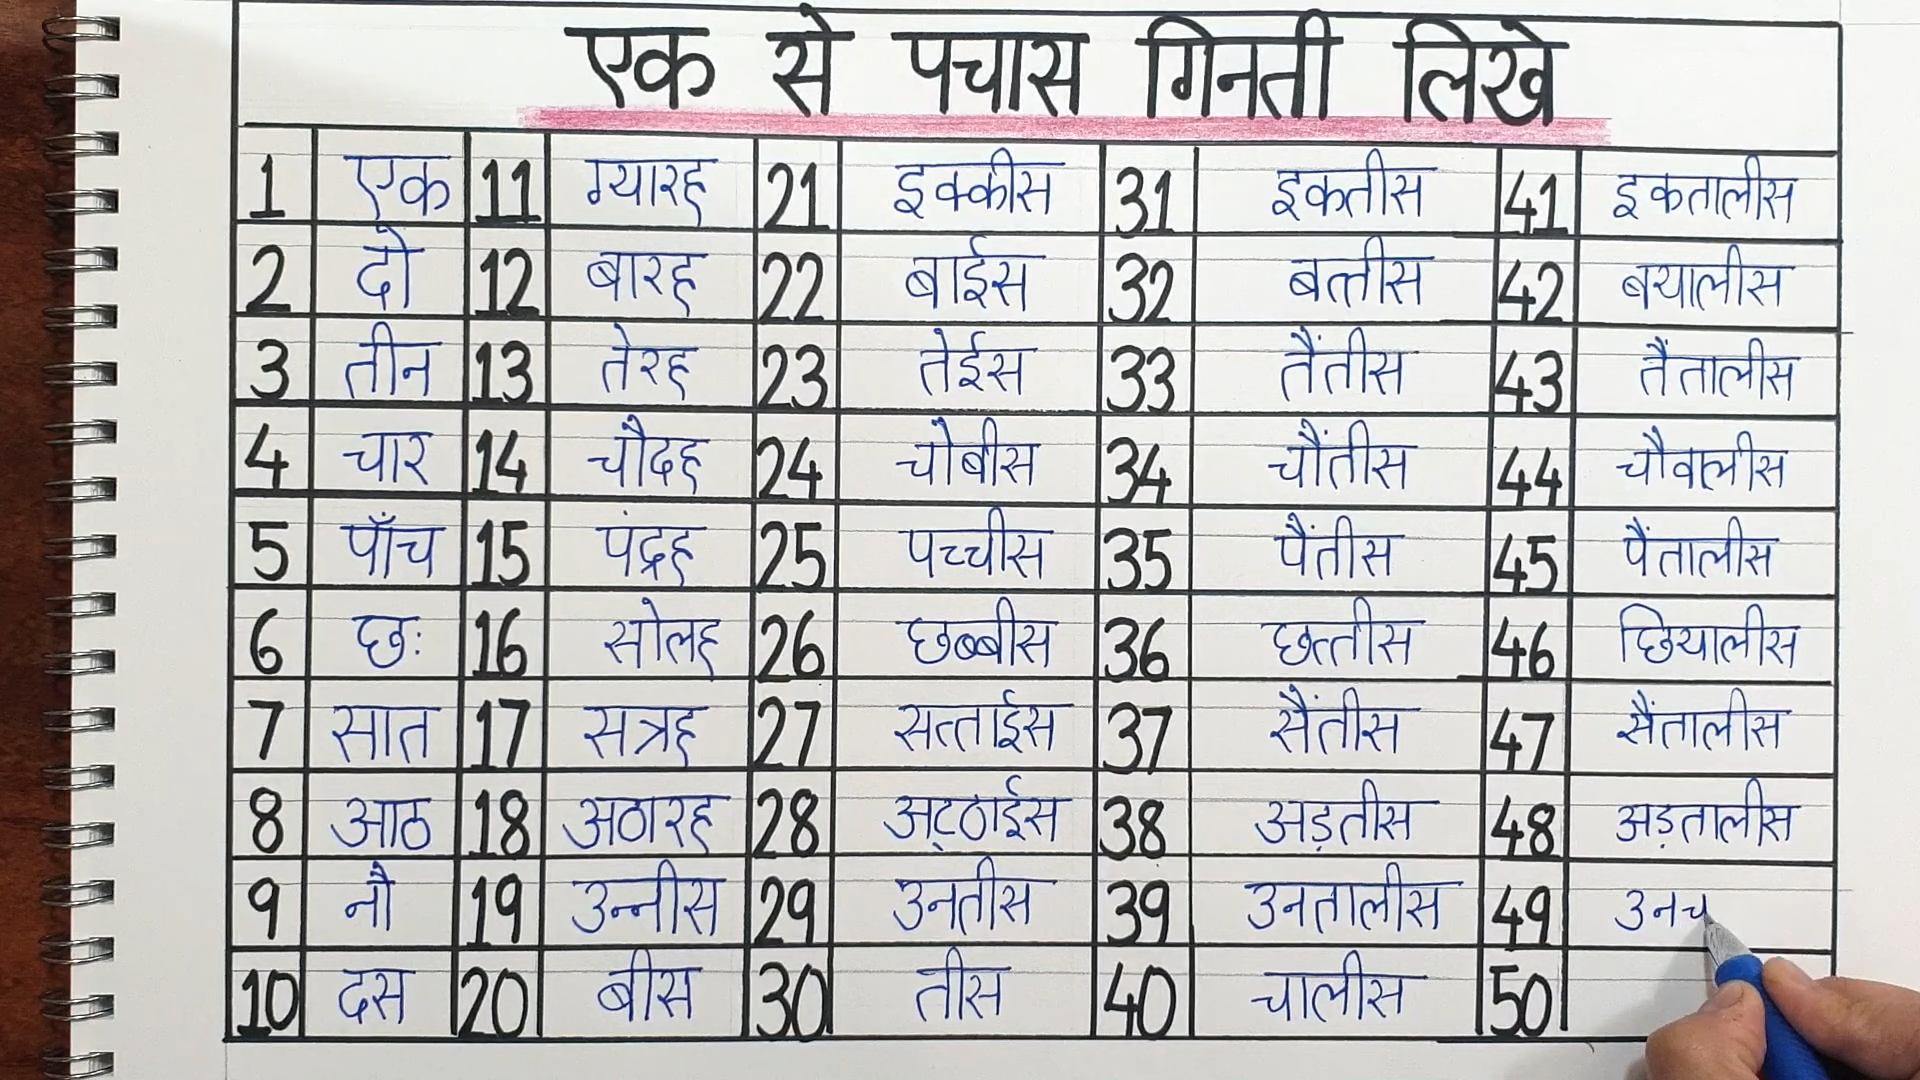 एक से पचास गिनती लिखे
1 एक 11 ग्यारह 21 इक्कीस 31 इकतीस 41 इकतालीस
2 दो 12 बारह 22 बाईस 32 बत्तीस 42 बयालीस
3 तीन 13 तेरह 23 तेईस 33 तैंतीस 43 तैंतालीस
4 चार 14 चौदह 24 चौबीस 34 चौंतीस 44 चौवालीस
5 पाँच 15 पंद्रह 25 पच्चीस 35 पैंतीस 45 पैंतालीस
6 छः 16 सोलह 26 छब्बीस 36 छत्तीस 46 छियालीस
7 सात 17 सत्रह 27 सत्ताईस 37 सैंतीस 47 सैंतालीस
8 आठ 18 अठारह 28 अट्ठाईस 38 अड़तीस 48 अड़तालीस
9 नौ 19 उन्नीस 29 उनतीस 39 उनतालीस 49 उनच
10 दस 20 बीस 30 तीस 40 चालीस 50